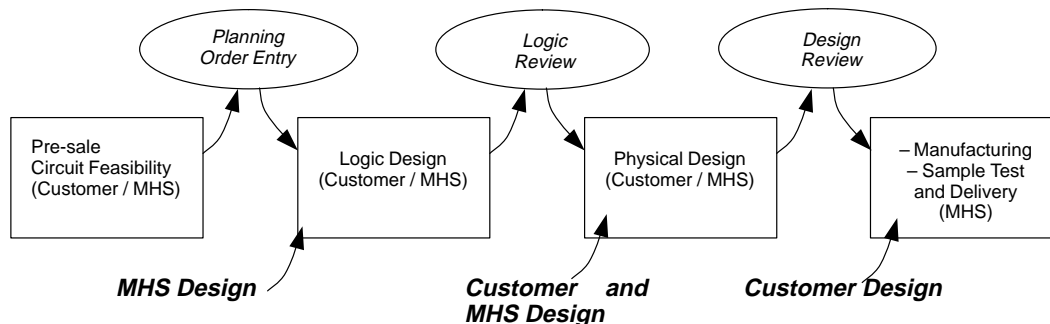 Planning
Order Entry
Logic
Review
Design
Review
Pre-sale
Circuit Feasibility
(Customer / MHS)
Logic Design
(Customer / MHS)
Physical Design
(Customer / MHS)
– Manufacturing
– Sample Test
and Delivery
(MHS)
MHS Design
Customer and
MHS Design
Customer Design